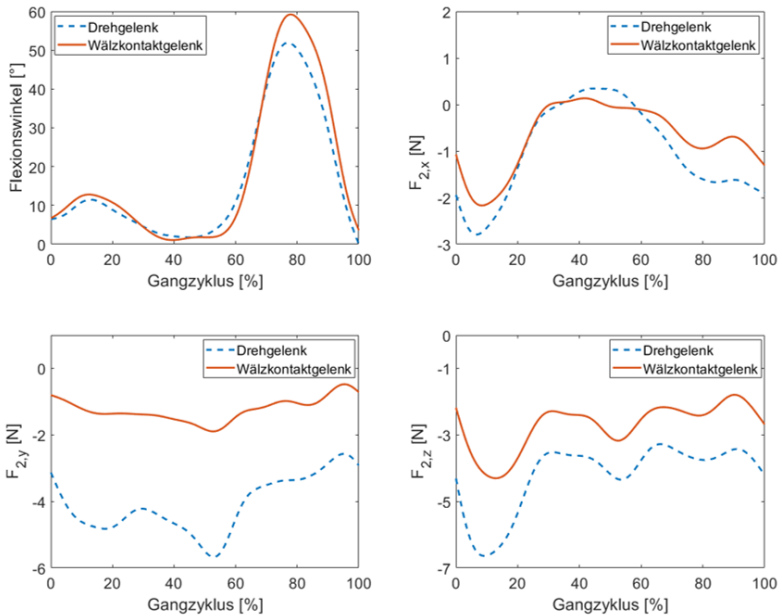 60
50
40
30
20
10
0
Flexionswinkel [°]
Drehgelenk
Wälzkontaktgelenk
0 20 40 60 80 100
Gangzyklus [%]
2
1
0
-1
-2
-3
F2,x [N]
Drehgelenk
Wälzkontaktgelenk
0 20 40 60 80 100
Gangzyklus [%]
0
-2
-4
-6
F2,y [N]
Drehgelenk
Wälzkontaktgelenk
0 20 40 60 80 100
Gangzyklus [%]
0
-1
-3
-5
-7
F2,z [N]
Drehgelenk
Wälzkontaktgelenk
0 20 40 60 80 100
Gangzyklus [%]